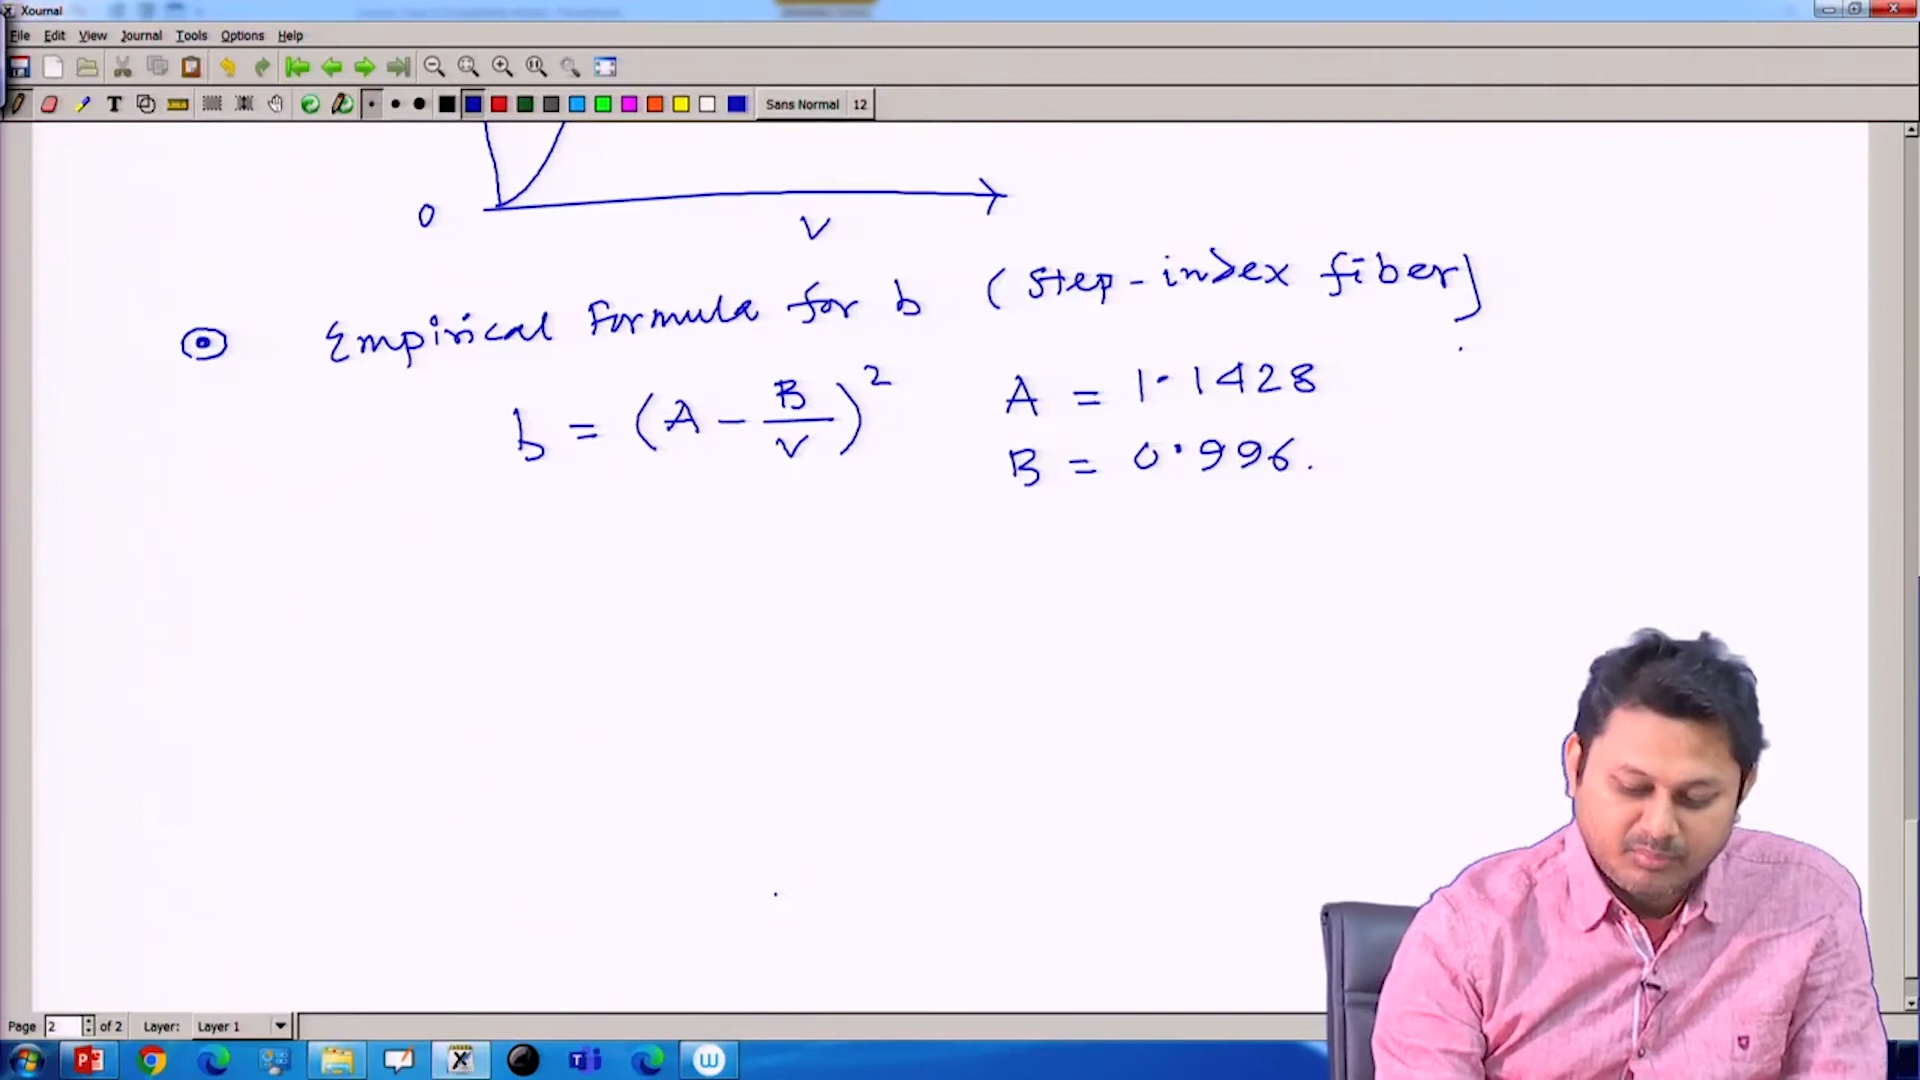 Xournal
File Edit View Journal Tools Options Help
Sans Normal 12
0
V
Empirical Formula for b (Step-index fiber)
b = (A - B/V)²
A = 1.1428
B = 0.996.
Page 2 of 2 Layer: Layer 1